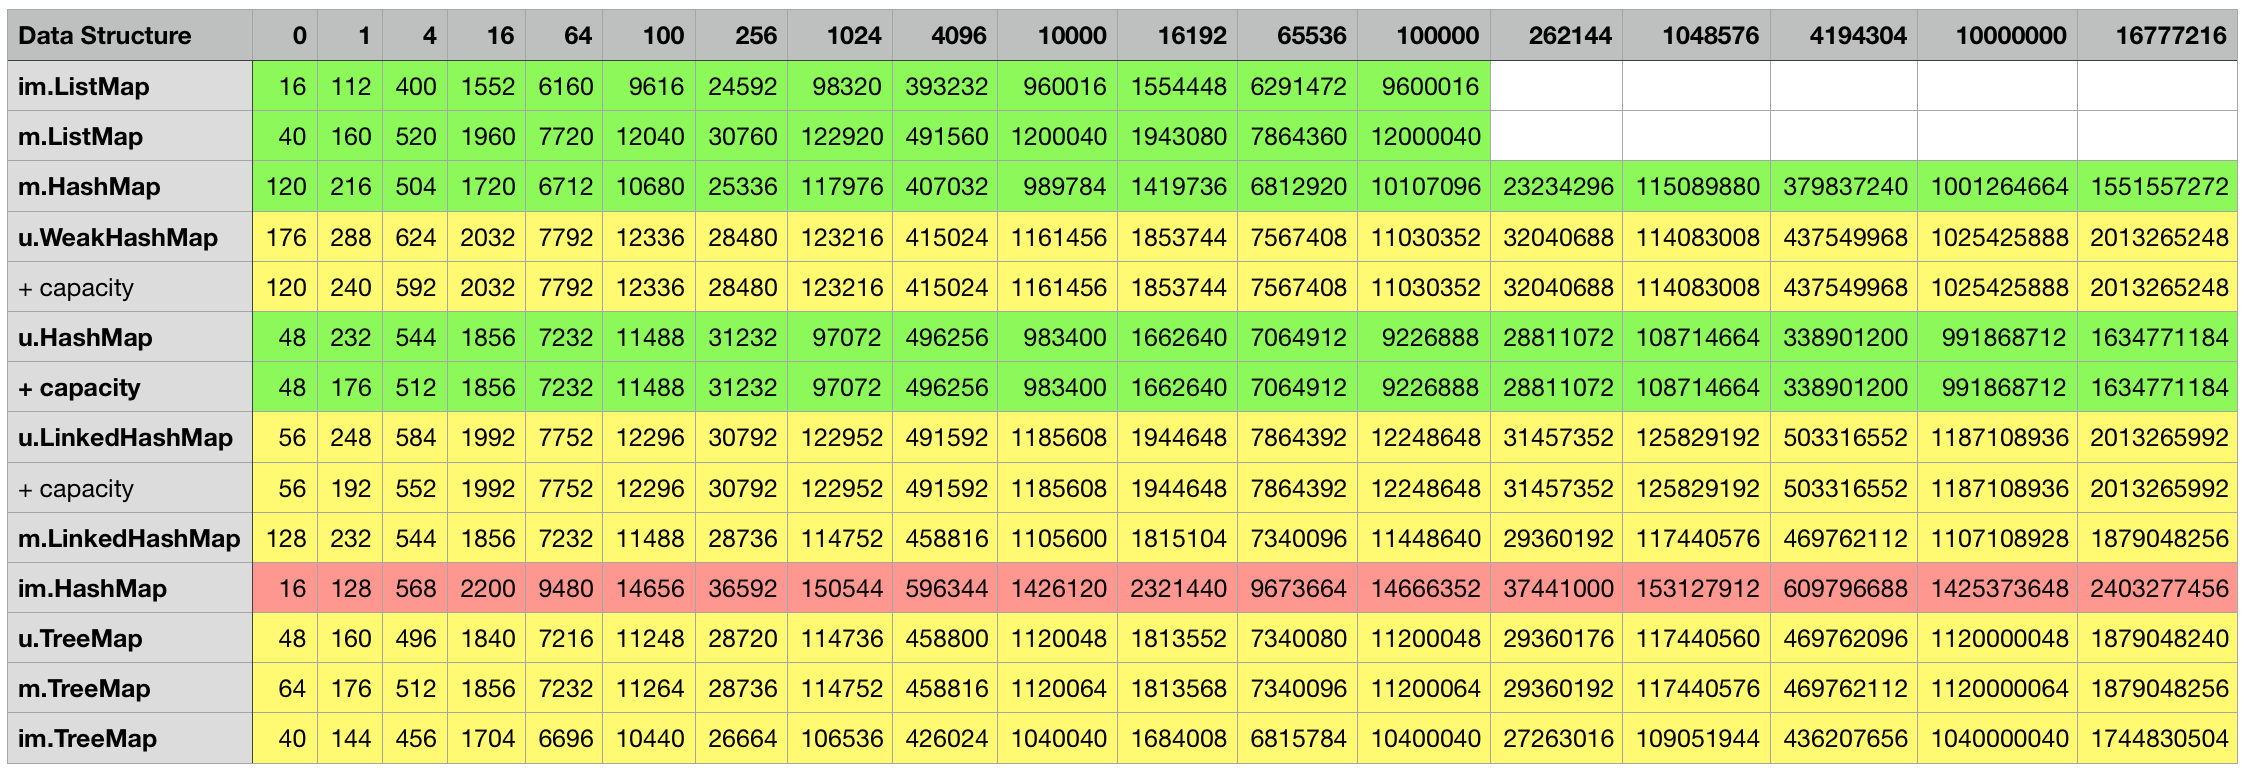 Data Structure 0 1 4 16 64 100 256 1024 4096 10000 16192 65536 100000 262144 1048576 4194304 10000000 16777216
im.ListMap 16 112 400 1552 6160 9616 24592 98320 393232 960016 1554448 6291472 9600016
m.ListMap 40 160 520 1960 7720 12040 30760 122920 491560 1200040 1943080 7864360 12000040
m.HashMap 120 216 504 1720 6712 10680 25336 117976 407032 989784 1419736 6812920 10107096 23234296 115089880 379837240 1001264664 1551557272
u.WeakHashMap 176 288 624 2032 7792 12336 28480 123216 415024 1161456 1853744 7567408 11030352 32040688 114083008 437549968 1025425888 2013265248
+ capacity 120 240 592 2032 7792 12336 28480 123216 415024 1161456 1853744 7567408 11030352 32040688 114083008 437549968 1025425888 2013265248
u.HashMap 48 232 544 1856 7232 11488 31232 97072 496256 983400 1662640 7064912 9226888 28811072 108714664 338901200 991868712 1634771184
+ capacity 48 176 512 1856 7232 11488 31232 97072 496256 983400 1662640 7064912 9226888 28811072 108714664 338901200 991868712 1634771184
u.LinkedHashMap 56 248 584 1992 7752 12296 30792 122952 491592 1185608 1944648 7864392 12248648 31457352 125829192 503316552 1187108936 2013265992
+ capacity 56 192 552 1992 7752 12296 30792 122952 491592 1185608 1944648 7864392 12248648 31457352 125829192 503316552 1187108936 2013265992
m.LinkedHashMap 128 232 544 1856 7232 11488 28736 114752 458816 1105600 1815104 7340096 11448640 29360192 117440576 469762112 1107108928 1879048256
im.HashMap 16 128 568 2200 9480 14656 36592 150544 596344 1426120 2321440 9673664 14666352 37441000 153127912 609796688 1425373648 2403277456
u.TreeMap 48 160 496 1840 7216 11248 28720 114736 458800 1120048 1813552 7340080 11200048 29360176 117440560 469762096 1120000048 1879048240
m.TreeMap 64 176 512 1856 7232 11264 28736 114752 458816 1120064 1813568 7340096 11200064 29360192 117440576 469762112 1120000064 1879048256
im.TreeMap 40 144 456 1704 6696 10440 26664 106536 426024 1040040 1684008 6815784 10400040 27263016 109051944 436207656 1040000040 1744830504